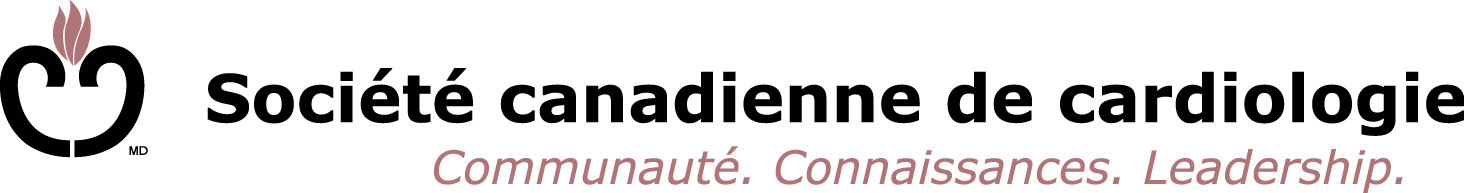 Société canadienne de cardiologie
MD
Communauté. Connaissances. Leadership.